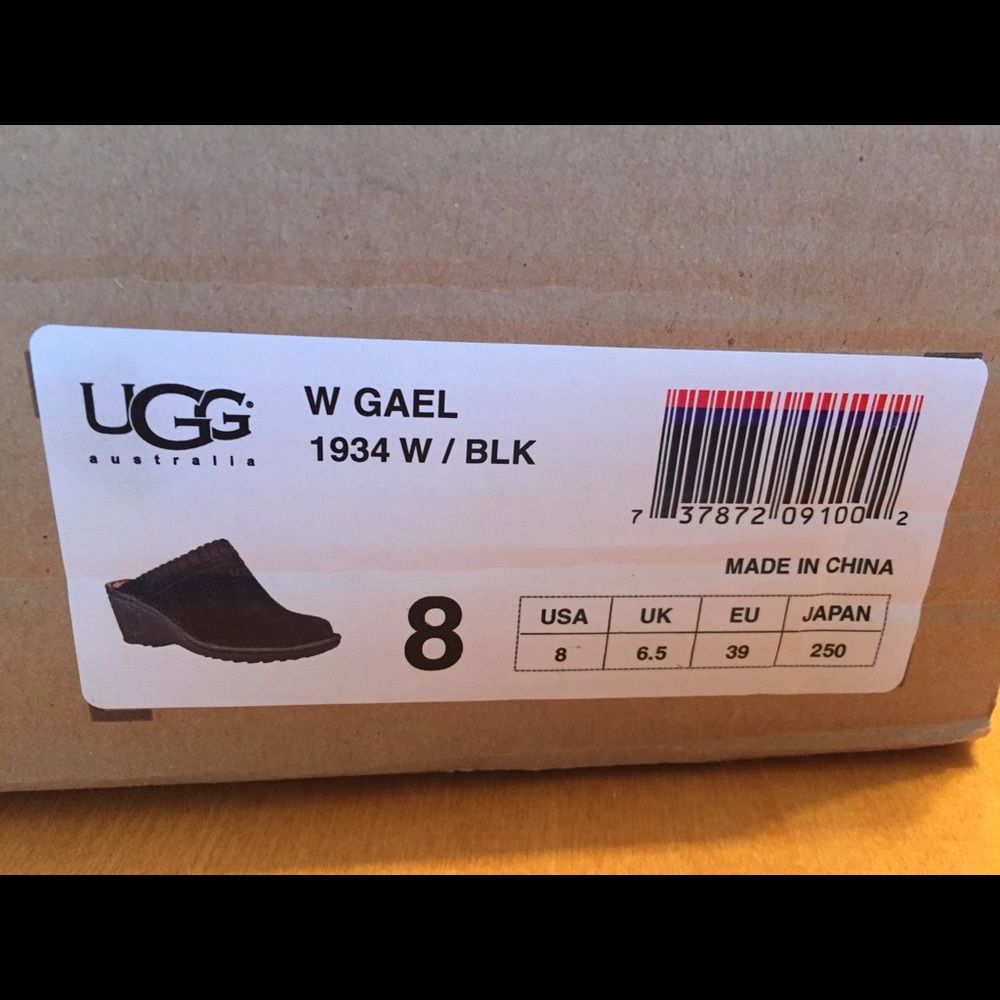 UGG
australia
W GAEL
1934 W / BLK
7 37872 09100 2
MADE IN CHINA
8
USA UK EU JAPAN
8 6.5 39 250